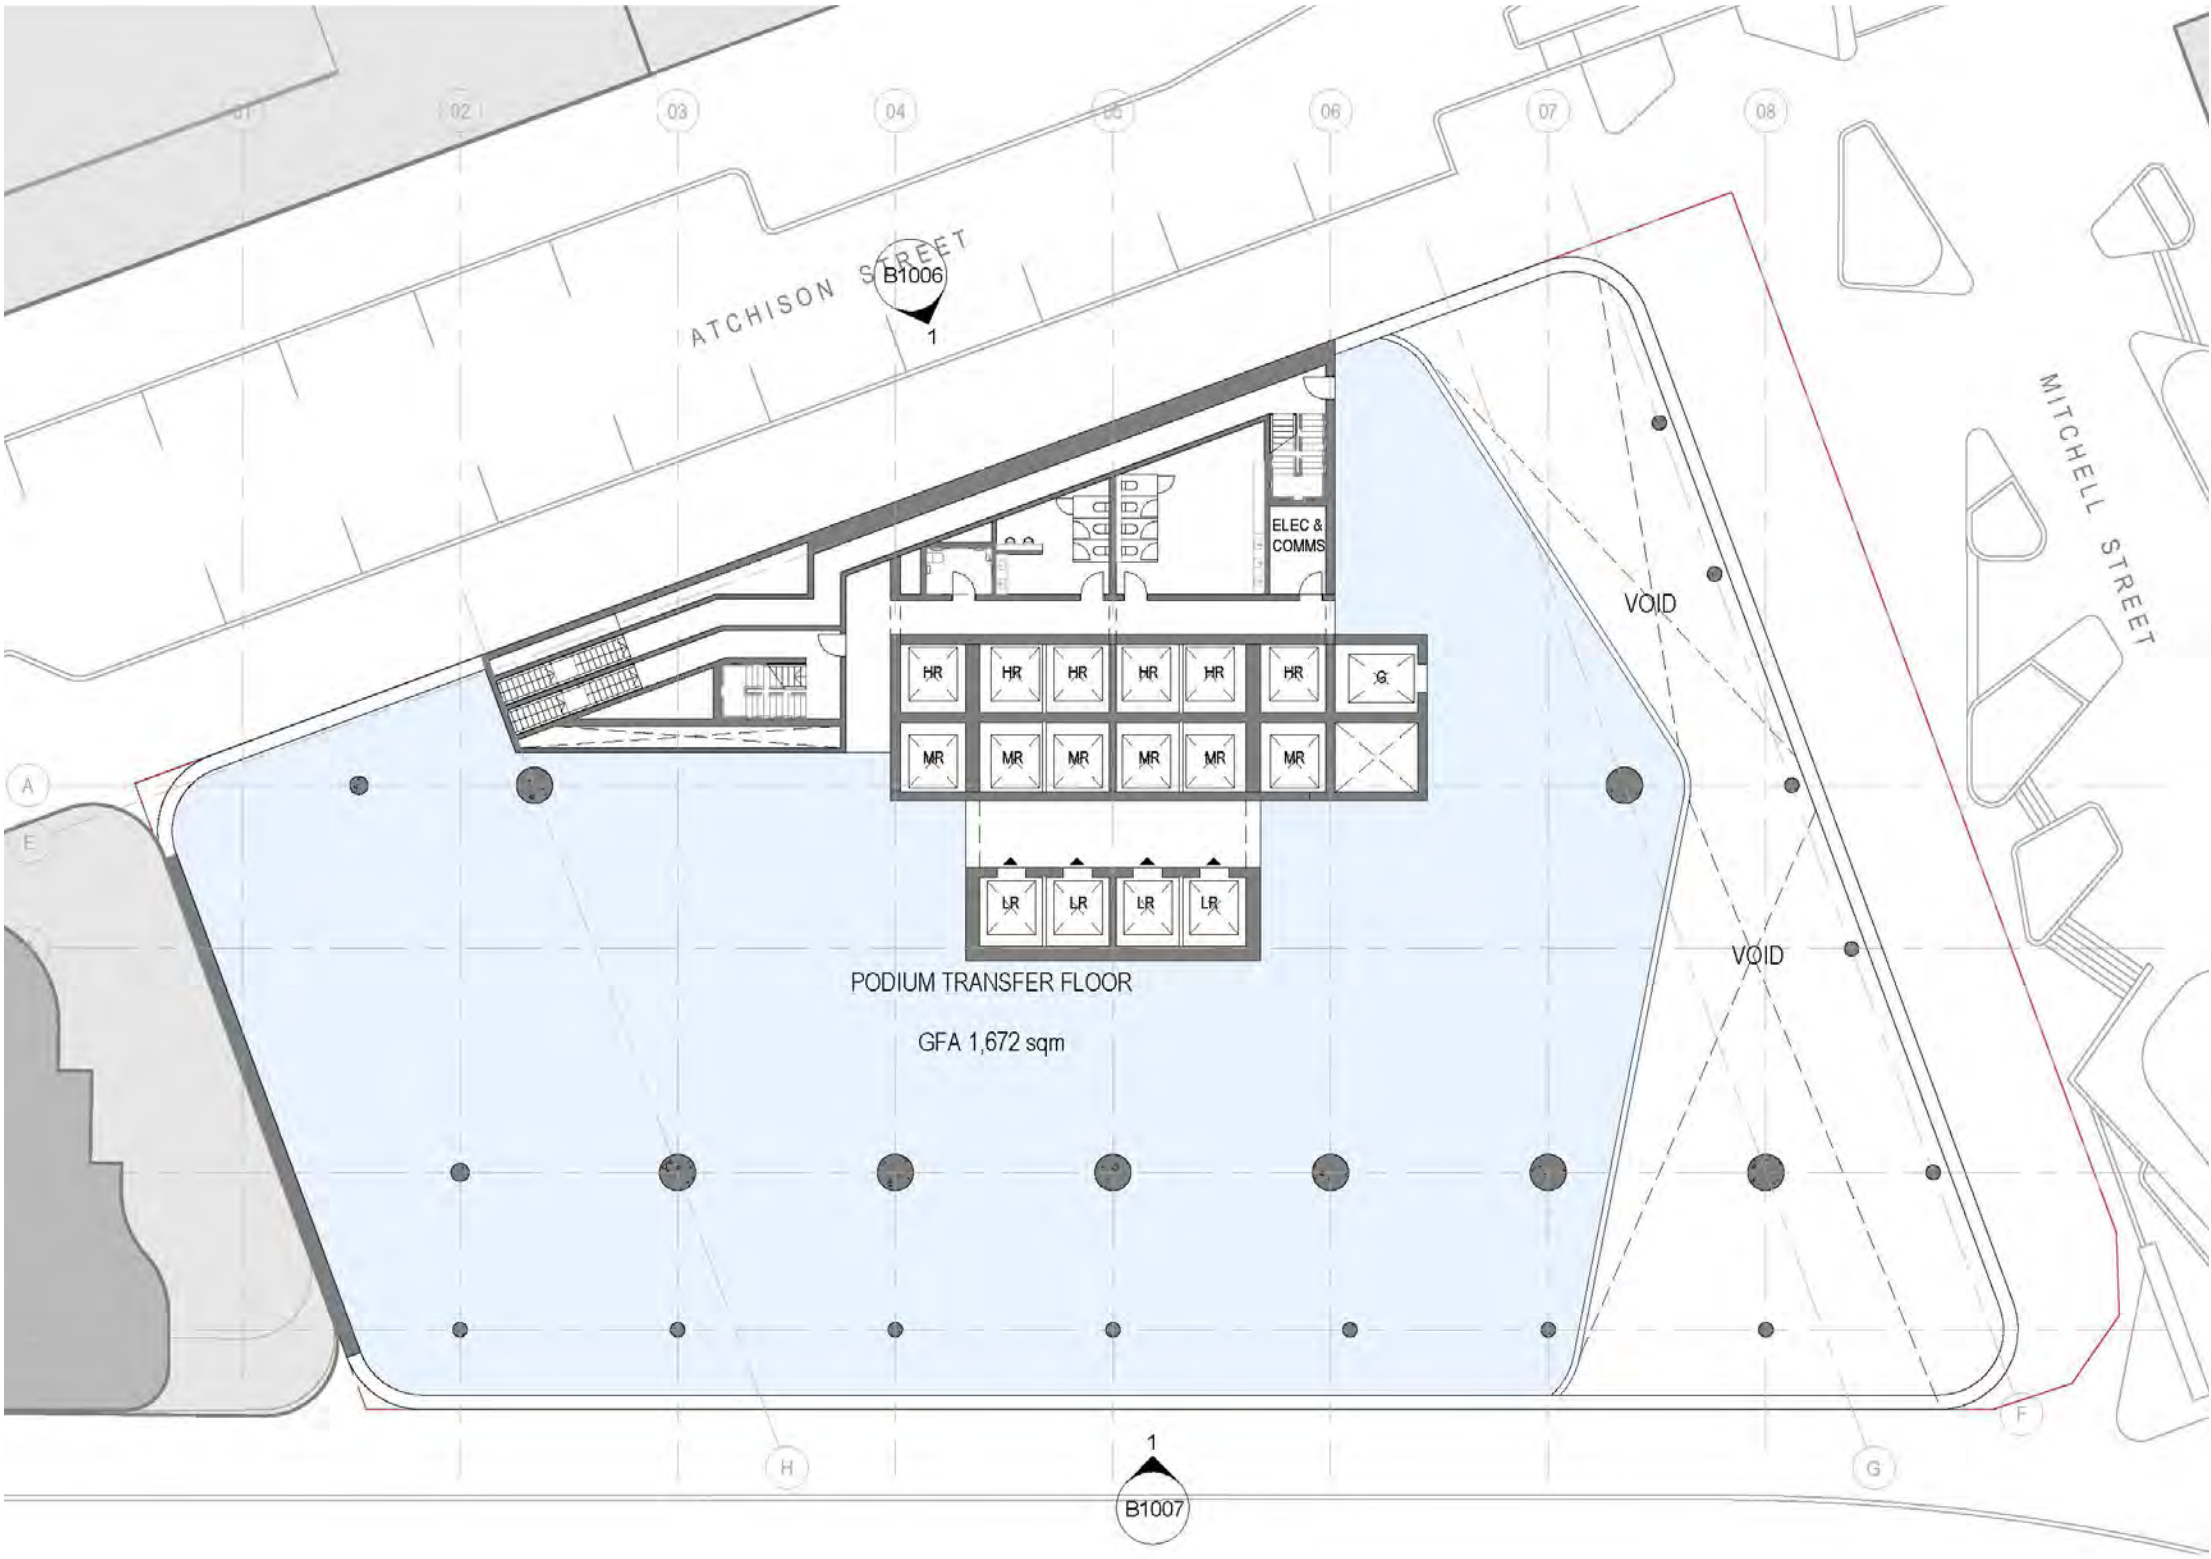 01 02 03 04 05 06 07 08
ATCHISON STREET
B1006
1
MITCHELL STREET
ELEC &
COMMS
VOID
HR HR HR HR HR HR G
MR MR MR MR MR MR
A
E
LR LR LR LR
VOID
PODIUM TRANSFER FLOOR
GFA 1,672 sqm
F
1
H
G
B1007